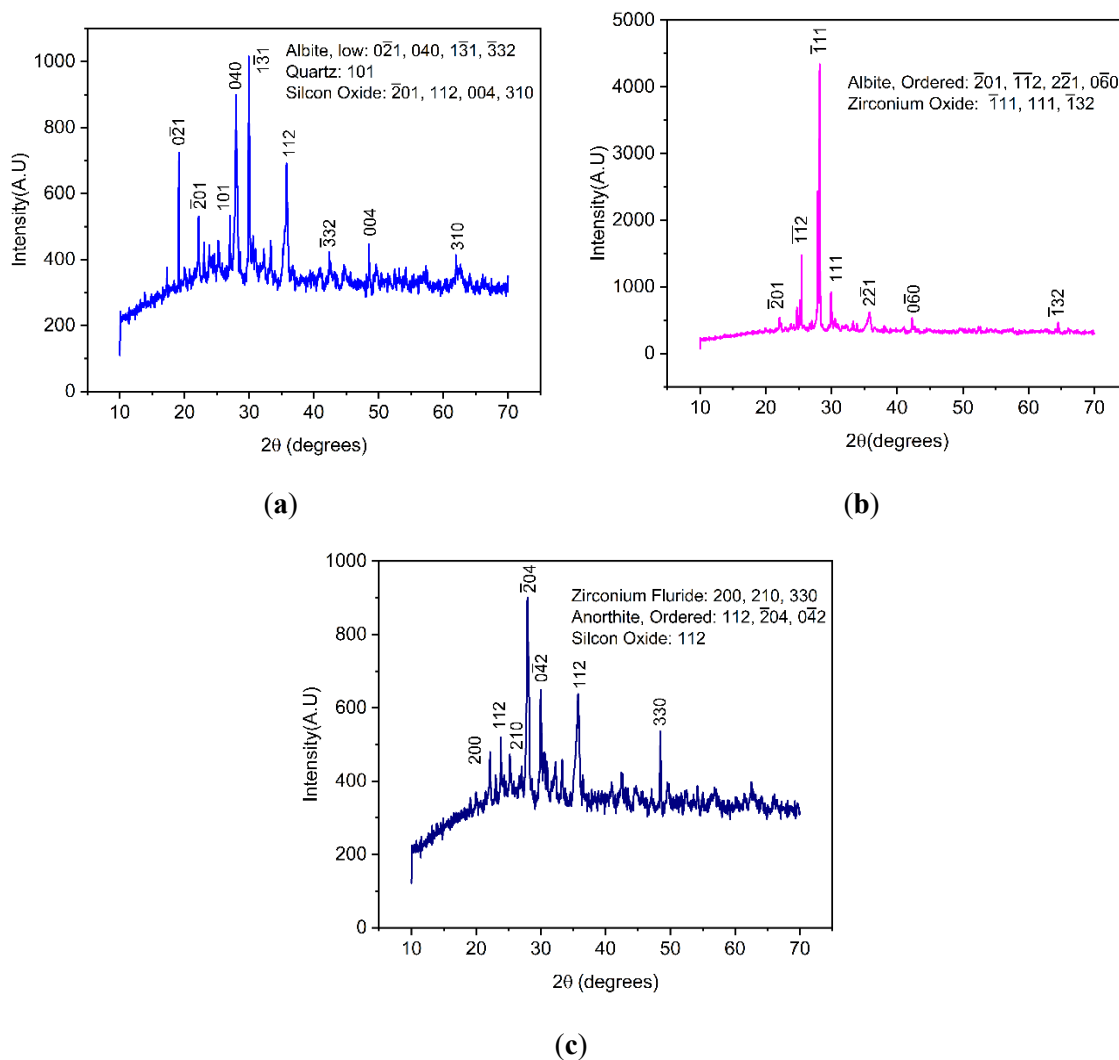 1000
800
600
400
200
0
Intensity(A.U)
Albite, low: 02̅1, 040, 13̅1, 3̅32
Quartz: 101
Silcon Oxide: 2̅01, 112, 004, 310
02̅1
2̅01
101
040
1̅31
112
3̅32
004
310
10 20 30 40 50 60 70
2θ (degrees)
(a)
5000
4000
3000
2000
1000
0
Intensity(A.U)
Albite, Ordered: 2̅01, 1̅1̅2, 22̅1, 06̅0
Zirconium Oxide: 1̅11, 111, 1̅32
2̅01
1̅1̅2
1̅11
111
2̅21
06̅0
1̅32
10 20 30 40 50 60 70
2θ(degrees)
(b)
1000
800
600
400
200
0
Intensity(A.U)
Zirconium Fluride: 200, 210, 330
Anorthite, Ordered: 112, 2̅04, 04̅2
Silcon Oxide: 112
200
112
210
2̅04
0̅42
112
330
10 20 30 40 50 60 70
2θ (degrees)
(c)